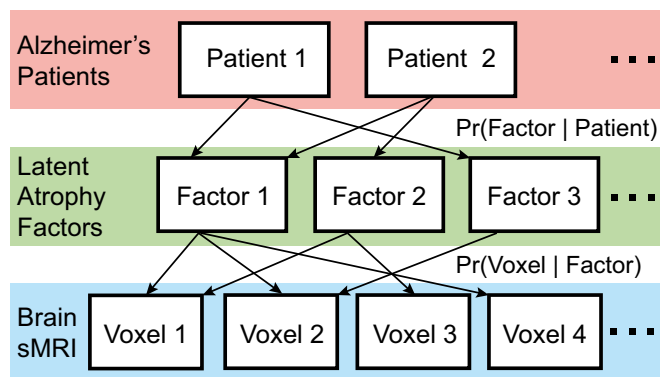 Alzheimer's
Patients
Patient 1
Patient 2
...
Pr(Factor | Patient)
Latent
Atrophy
Factors
Factor 1
Factor 2
Factor 3
...
Pr(Voxel | Factor)
Brain
sMRI
Voxel 1
Voxel 2
Voxel 3
Voxel 4
...